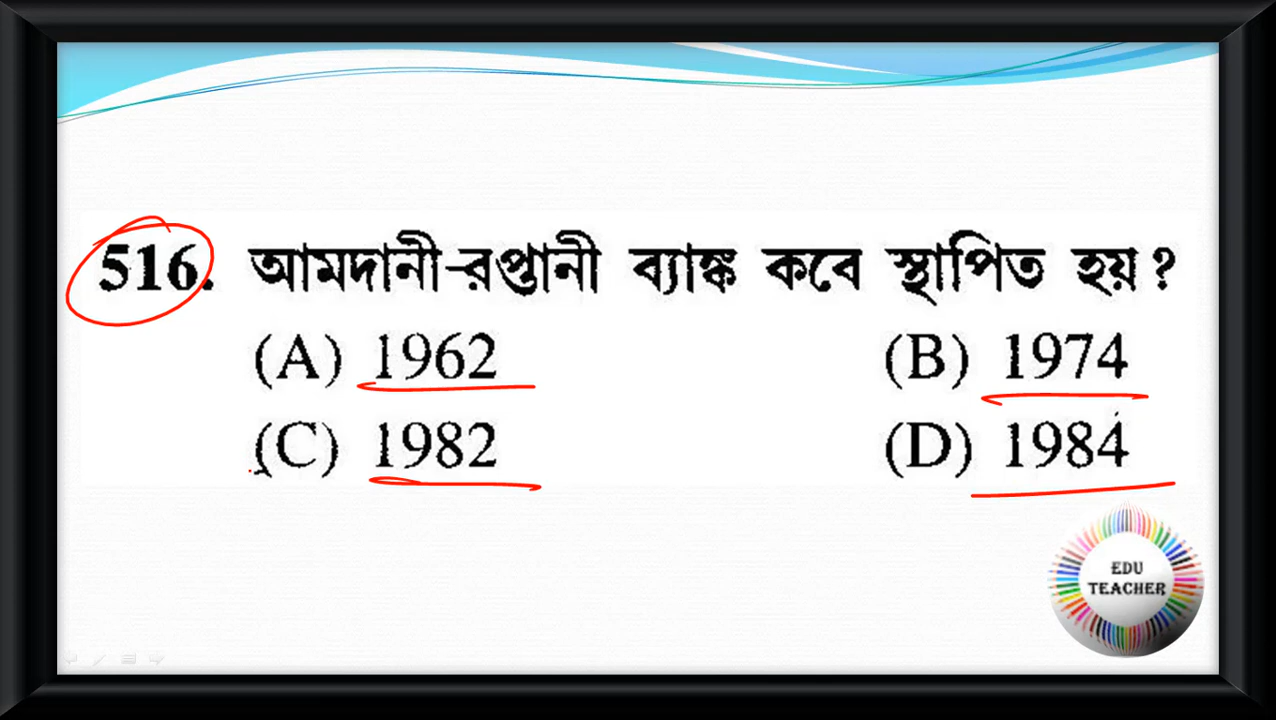 516. আমদানী-রপ্তানী ব্যাঙ্ক কবে স্থাপিত হয়?
(A) 1962 (B) 1974
(C) 1982 (D) 1984
EDU
TEACHER